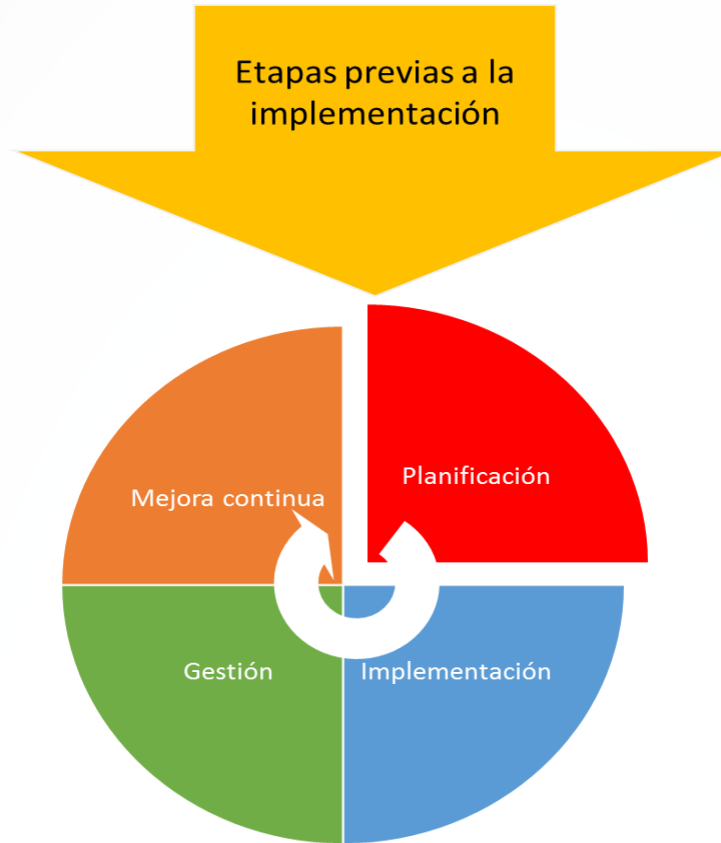 Etapas previas a la
implementación
Mejora continua
Planificación
Gestión
Implementación